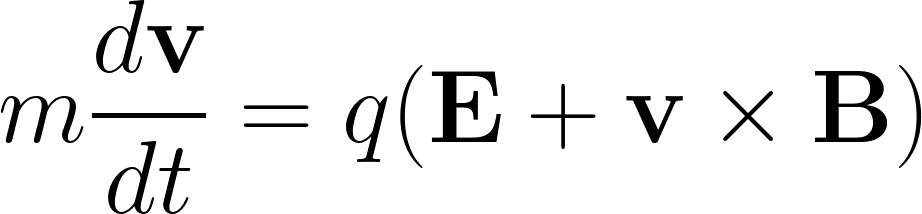 m d𝐯/dt = q(𝐄 + 𝐯 × 𝐁)